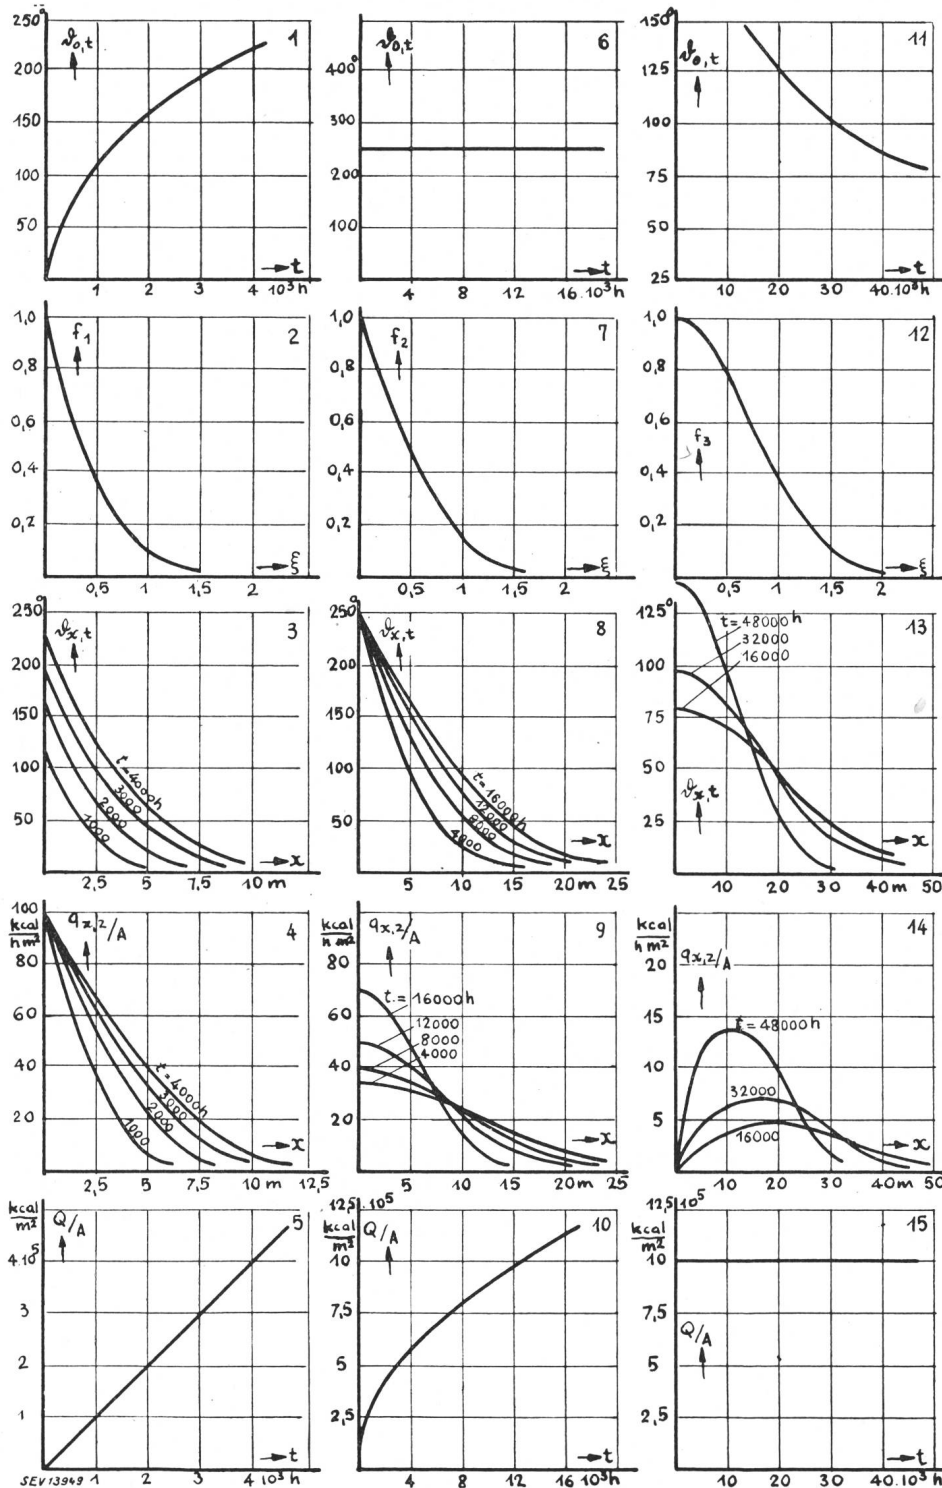 250° ϑo,t 1
200
150
100
50
1 2 3 4 10³h → t
6
ϑo,t
400°
300
200
100
4 8 12 16.10³h → t
150° 11
ϑo,t
125
100
75
50
25
10 20 30 40.10³h → t
1,0 f1 2
0,8
0,6
0,4
0,2
0,5 1 1,5 2 → ξ
1,0 f2 7
0,8
0,6
0,4
0,2
0,5 1 1,5 2 → ξ
1,0 12
0,8
0,6
f3
0,4
0,2
0,5 1 1,5 2 → ξ
250° ϑx,t 3
200
150
100
50
t=4000h
3000
2000
1000
2,5 5 7,5 10 m → x
250° ϑx,t 8
200
150
100
50
t=16000h
12000
8000
4000
5 10 15 20m 25 → x
125° 13
t=48000h
32000
16000
100
75
50
ϑx,t
25
10 20 30 40m 50 → x
100 qx,2/A 4
kcal
hm²
80
60
40
20
t=4000h
3000
2000
1000
2,5 5 7,5 10m 12,5 → x
100 qx,2/A 9
kcal
hm²
80
60
40
20
t=16000h
12000
8000
4000
5 10 15 20m 25 → x
kcal 14
hm²
qx,2/A
20
15
10
5
t=48000h
32000
16000
10 20 30 40m 50 → x
kcal
m²
Q/A 5
4.10⁵
3
2
1
SEV13949 1 2 3 4 10³h → t
12,5.10⁵
kcal
m²
Q/A 10
10
7,5
5
2,5
4 8 12 16 10³h → t
12,5 10⁵ 15
kcal
m²
10
7,5
Q/A
5
2,5
10 20 30 40.10³h → t